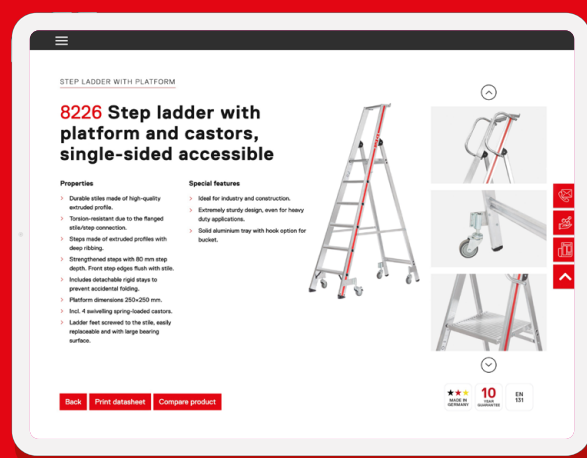 STEP LADDER WITH PLATFORM
8226 Step ladder with
platform and castors,
single-sided accessible
Properties
Durable stiles made of high-quality
extruded profile.
Torsion-resistant due to the flanged
stile/step connection.
Steps made of extruded profiles with
deep ribbing.
Strengthened steps with 80 mm step
depth. Front step edges flush with stile.
Includes detachable rigid stays to
prevent accidental folding.
Platform dimensions 250×250 mm.
Incl. 4 swivelling spring-loaded castors.
Ladder feet screwed to the stile, easily
replaceable and with large bearing
surface.
Special features
Ideal for industry and construction.
Extremely sturdy design, even for heavy
duty applications.
Solid aluminium tray with hook option for
bucket.
Back
Print datasheet
Compare product
MADE IN
GERMANY
10
YEAR
GUARANTEE
EN
131